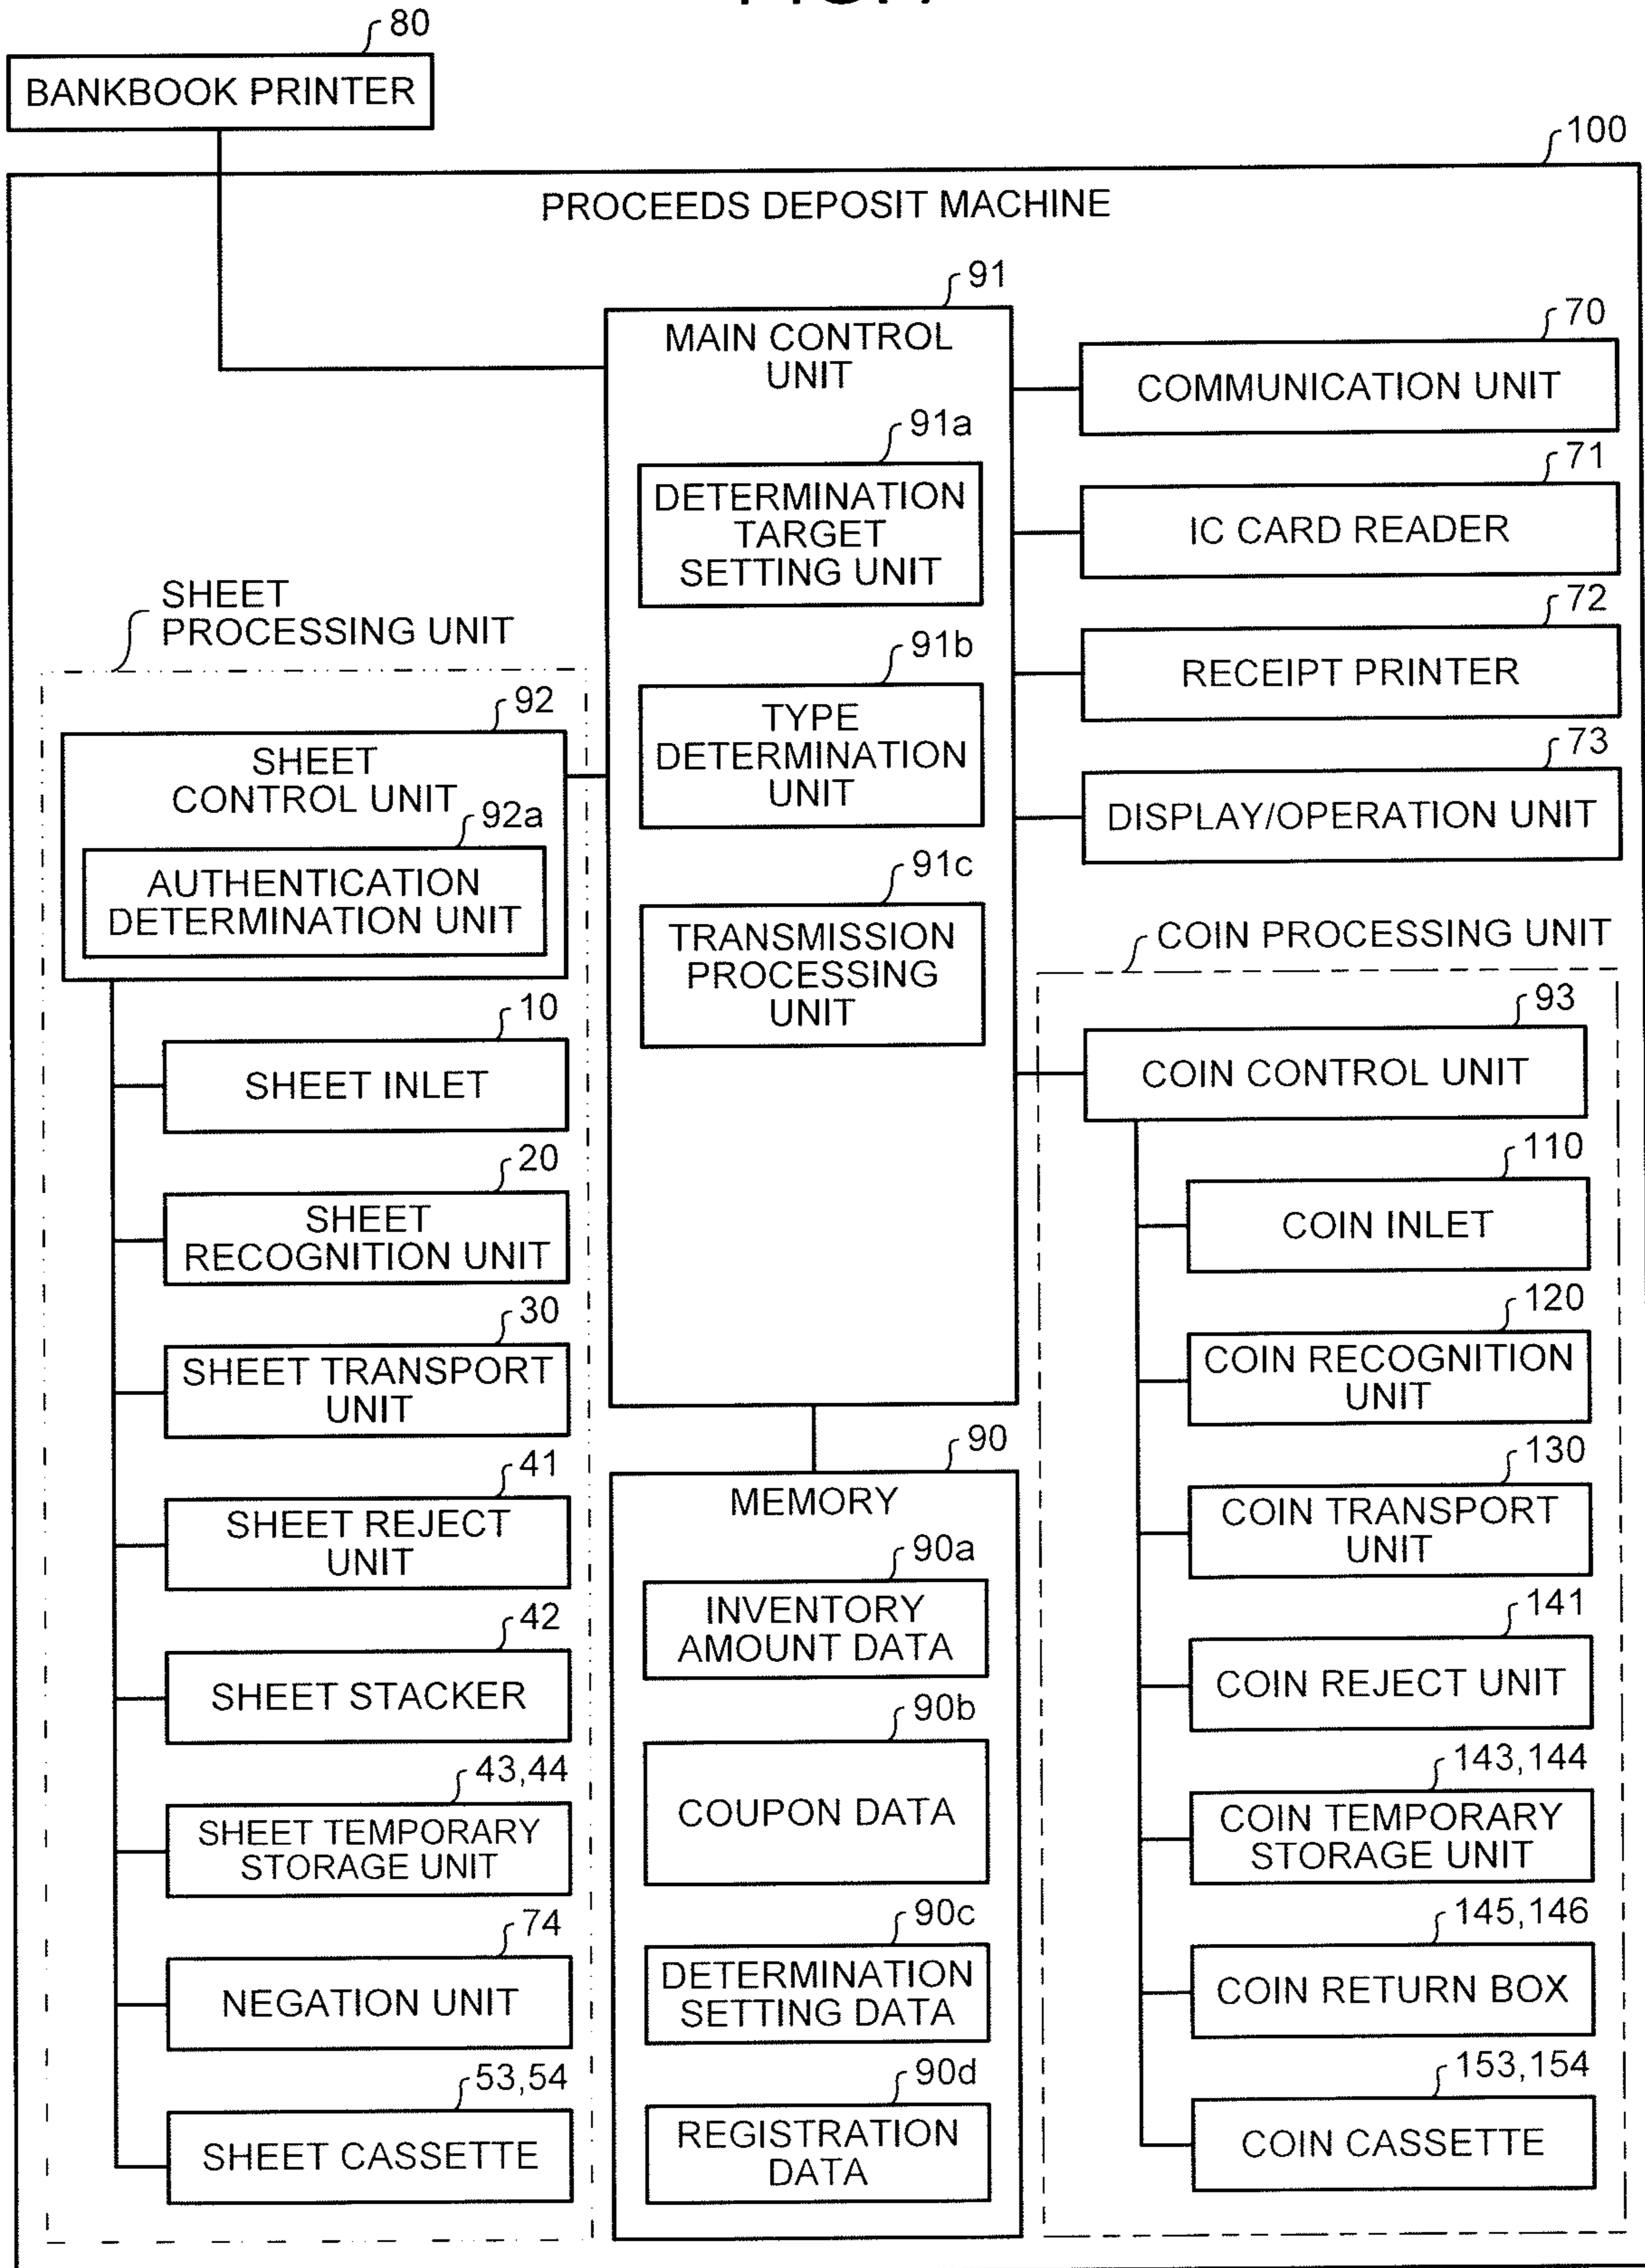 80
BANKBOOK PRINTER
100
PROCEEDS DEPOSIT MACHINE
91
MAIN CONTROL
UNIT
91a
DETERMINATION
TARGET
SETTING UNIT
91b
TYPE
DETERMINATION
UNIT
91c
TRANSMISSION
PROCESSING
UNIT
70
COMMUNICATION UNIT
71
IC CARD READER
72
RECEIPT PRINTER
73
DISPLAY/OPERATION UNIT
SHEET
PROCESSING UNIT
92
SHEET
CONTROL UNIT
92a
AUTHENTICATION
DETERMINATION UNIT
10
SHEET INLET
20
SHEET
RECOGNITION UNIT
30
SHEET TRANSPORT
UNIT
41
SHEET REJECT
UNIT
42
SHEET STACKER
43,44
SHEET TEMPORARY
STORAGE UNIT
74
NEGATION UNIT
53,54
SHEET CASSETTE
90
MEMORY
90a
INVENTORY
AMOUNT DATA
90b
COUPON DATA
90c
DETERMINATION
SETTING DATA
90d
REGISTRATION
DATA
COIN PROCESSING UNIT
93
COIN CONTROL UNIT
110
COIN INLET
120
COIN RECOGNITION
UNIT
130
COIN TRANSPORT
UNIT
141
COIN REJECT UNIT
143,144
COIN TEMPORARY
STORAGE UNIT
145,146
COIN RETURN BOX
153,154
COIN CASSETTE